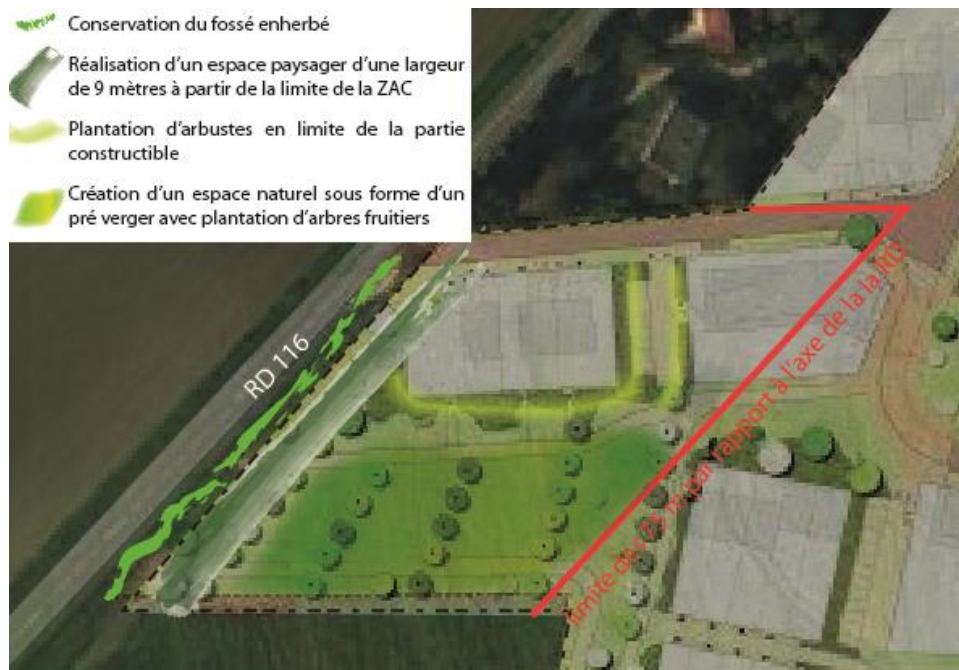 Conservation du fossé enherbé
Réalisation d'un espace paysager d'une largeur
de 9 mètres à partir de la limite de la ZAC
Plantation d'arbustes en limite de la partie
constructible
Création d'un espace naturel sous forme d'un
pré verger avec plantation d'arbres fruitiers
RD 116
limite des 75 m par rapport à l'axe de la la RD